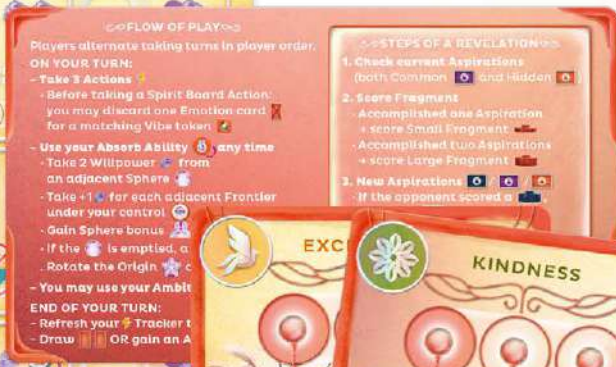 FLOW OF PLAY
Players alternate taking turns in player order.
ON YOUR TURN:
- Take 3 Actions
- Before taking a Spirit Board Action:
you may discard one Emotion card
for a matching Vibe token
- Use your Absorb Ability any time
- Take 2 Willpower from
an adjacent Sphere
- Take +1 for each adjacent Frontier
under your control
- Gain Sphere bonus
- If the is emptied, a
- Rotate the Origin
- You may use your Ambit
END OF YOUR TURN:
- Refresh your Tracker t
- Draw OR gain an A
STEPS OF A REVELATION
1. Check current Aspirations
(both Common and Hidden )
2. Score Fragment
- Accomplished one Aspiration
→ score Small Fragment
- Accomplished two Aspirations
→ score Large Fragment
3. New Aspirations / /
- If the opponent scored a
EXC
KINDNESS